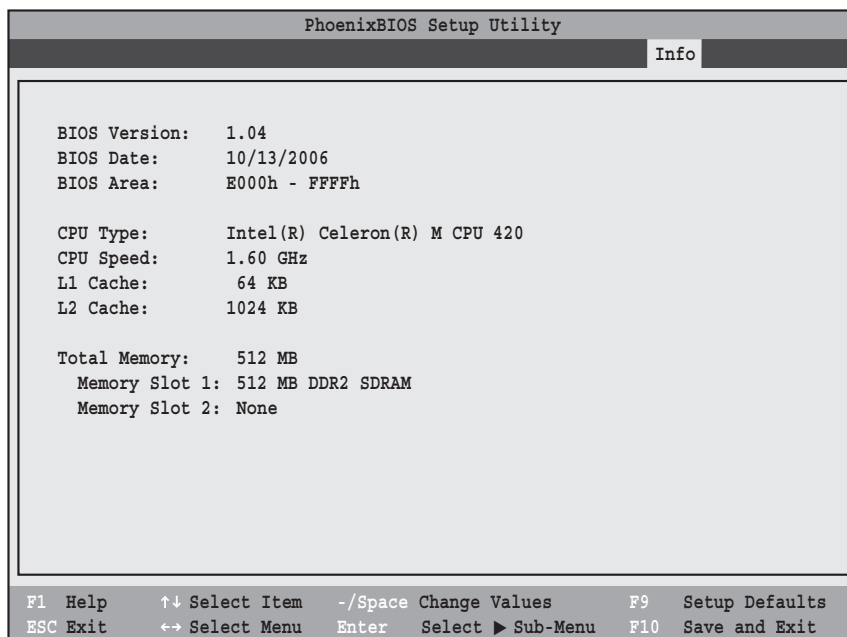 PhoenixBIOS Setup Utility
Info
BIOS Version: 1.04
BIOS Date: 10/13/2006
BIOS Area: E000h - FFFFh
CPU Type: Intel(R) Celeron(R) M CPU 420
CPU Speed: 1.60 GHz
L1 Cache: 64 KB
L2 Cache: 1024 KB
Total Memory: 512 MB
Memory Slot 1: 512 MB DDR2 SDRAM
Memory Slot 2: None
F1 Help ↑↓ Select Item -/Space Change Values F9 Setup Defaults
ESC Exit ←→ Select Menu Enter Select ▶ Sub-Menu F10 Save and Exit